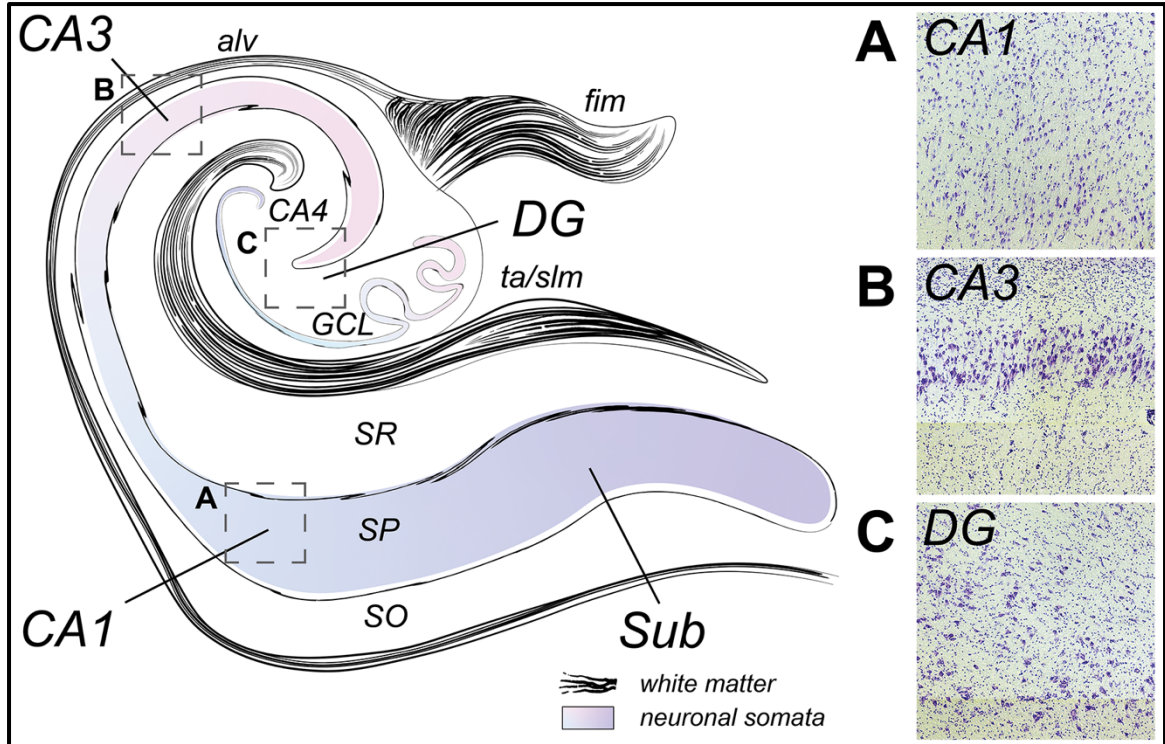 CA3
alv
B
fim
CA4
C
DG
ta/slm
GCL
SR
A
SP
CA1
SO
Sub
white matter
neuronal somata
A
CA1
B
CA3
C
DG